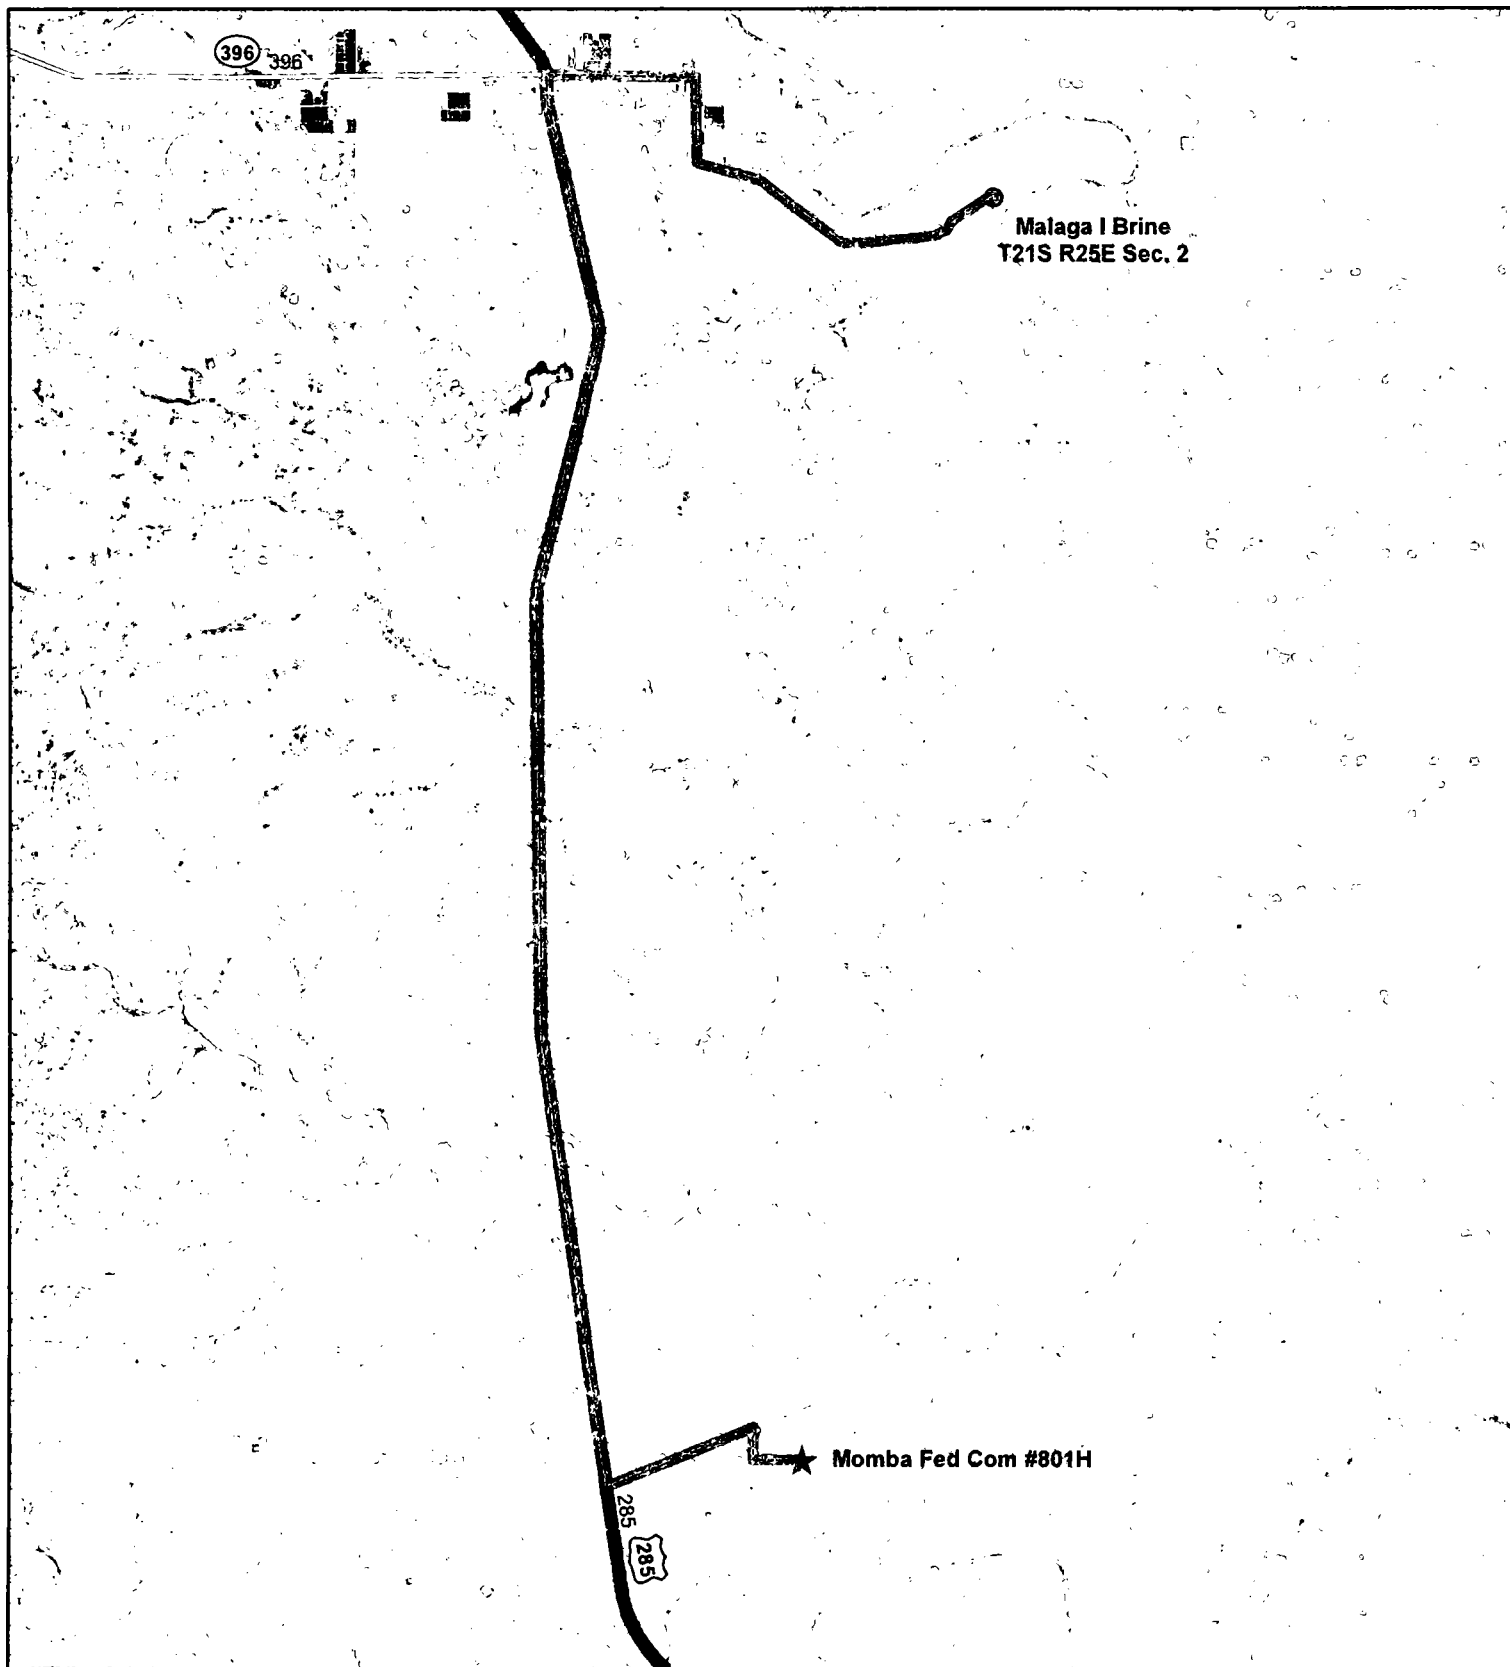 396 396
Malaga I Brine
T21S R25E Sec. 2
Momba Fed Com #801H
285
285